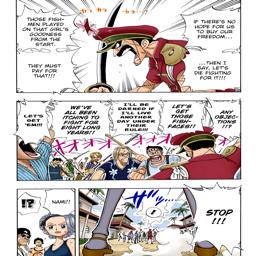 IF THERE'S
NO HOPE
FOR US
TO BUY OUR
FREEDOM...
THOSE FISH-
MEN PLAYED
ON THAT GIRL'S
GOODNESS
FROM THE
START.
THEY MUST
PAY FOR
THAT!!!
...THEN I
SAY, LET'S
DIE FIGHTING
FOR IT!!!
ANY
OBJEC-
TIONS
!!?
LET'S
GET
THOSE
FISH-
FACES!!
I'LL BE
DARNED IF
I'LL LIVE
ANOTHER
DAY UNDER
THEIR
RULE!!!
WE'VE
ALL BEEN
ITCHING TO
FIGHT FOR
EIGHT LONG
YEARS!!
LET'S
GET
'EM!!!
STOP
!!!
NAMI!!
!?